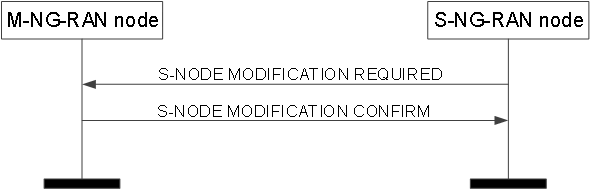 M-NG-RAN node
S-NG-RAN node
S-NODE MODIFICATION REQUIRED
S-NODE MODIFICATION CONFIRM